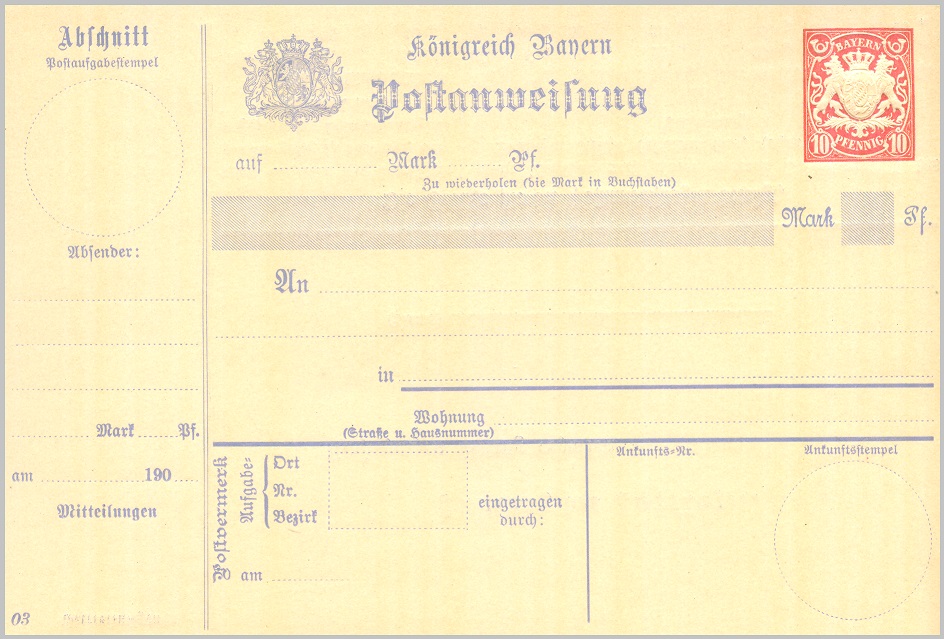 Abschnitt
Postaufgabestempel
Absender:
Mark Pf.
am 190
Mitteilungen
03
Königreich Bayern
Postanweisung
BAYERN
10 PFENNIG 10
auf Mark Pf.
Zu wiederholen (die Mark in Buchstaben)
Mark Pf.
An
in
Wohnung
(Straße u. Hausnummer)
Postvermerk
Aufgabe-
Ort
Nr.
Bezirk
am
eingetragen
durch:
Ankunfts-Nr.
Ankunftsstempel